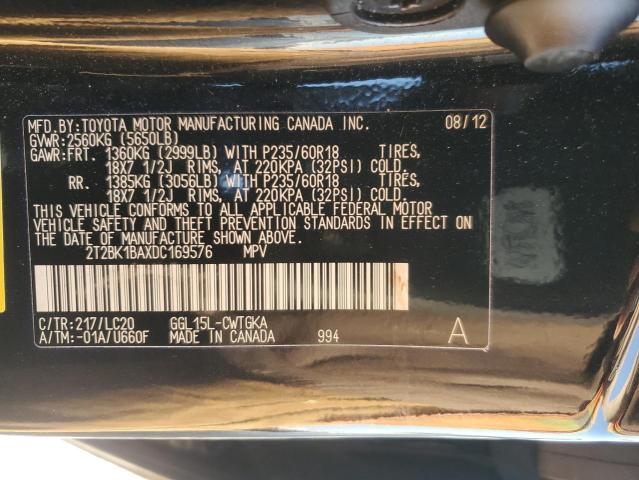 MFD.BY:TOYOTA MOTOR MANUFACTURING CANADA INC. 08/12
GVWR:2560KG (5650LB)
GAWR:FRT. 1360KG (2999LB) WITH P235/60R18 TIRES,
18X7 1/2J RIMS, AT 220KPA (32PSI) COLD.
RR. 1385KG (3056LB) WITH P235/60R18 TIRES,
18X7 1/2J RIMS, AT 220KPA (32PSI) COLD.
THIS VEHICLE CONFORMS TO ALL APPLICABLE FEDERAL MOTOR
VEHICLE SAFETY AND THEFT PREVENTION STANDARDS IN EFFECT ON
THE DATE OF MANUFACTURE SHOWN ABOVE.
2T2BK1BAXDC169576 MPV
C/TR:217/LC20 GGL15L-CWTGKA
A/TM:-01A/U660F MADE IN CANADA 994 A